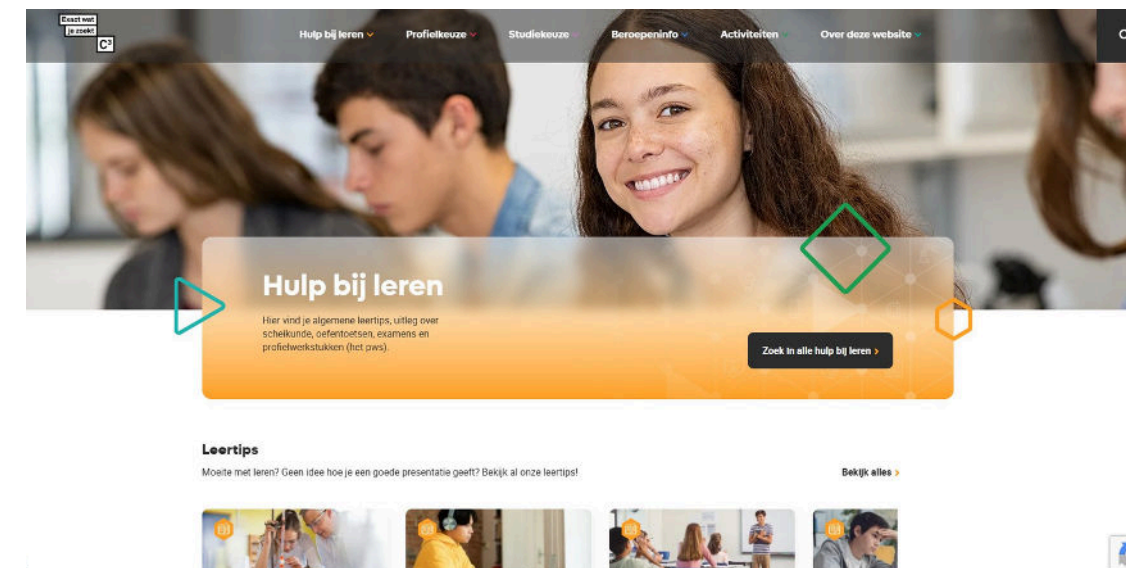 Exact wat
je zoekt
C³
Hulp bij leren
Profielkeuze
Studiekeuze
Beroepeninfo
Activiteiten
Over deze website
Hulp bij leren
Hier vind je algemene leertips, uitleg over
scheikunde, oefentoetsen, examens en
profielwerkstukken (het pws).
Zoek in alle hulp bij leren
Leertips
Moeite met leren? Geen idee hoe je een goede presentatie geeft? Bekijk al onze leertips!
Bekijk alles